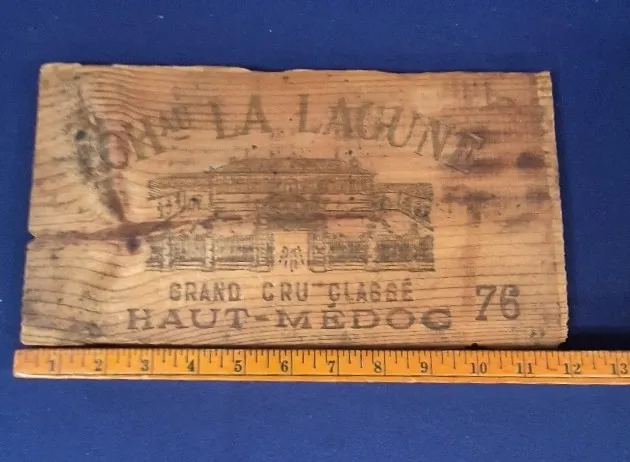 CHAU LA LAGUNE
GRAND CRU CLASSÉ
HAUT-MEDOC 76
1 2 3 4 5 6 7 8 9 10 11 12 13